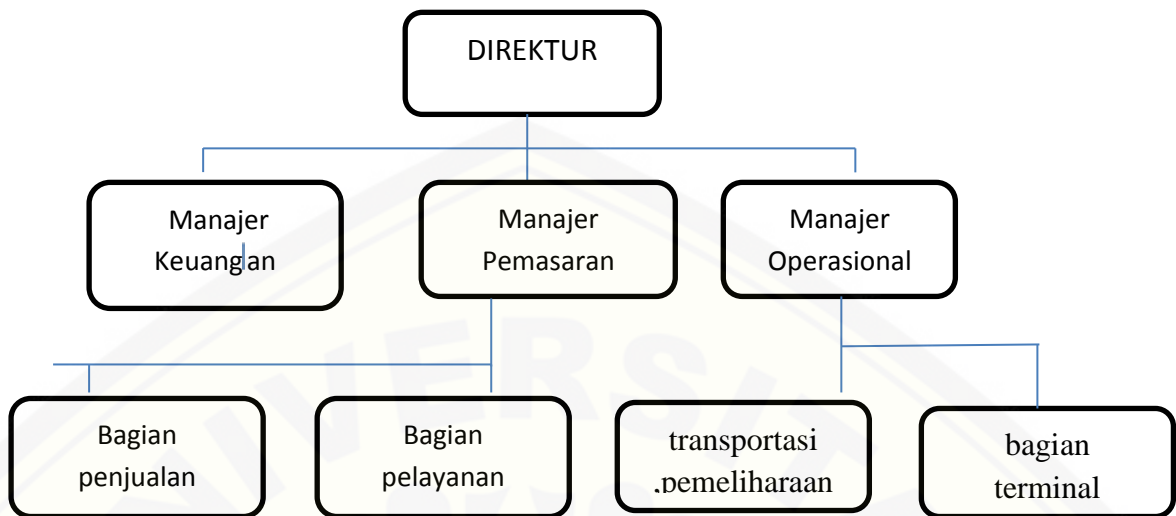 DIREKTUR
Manajer
Keuangan
Manajer
Pemasaran
Manajer
Operasional
Bagian
penjualan
Bagian
pelayanan
transportasi
,pemeliharaan
bagian
terminal